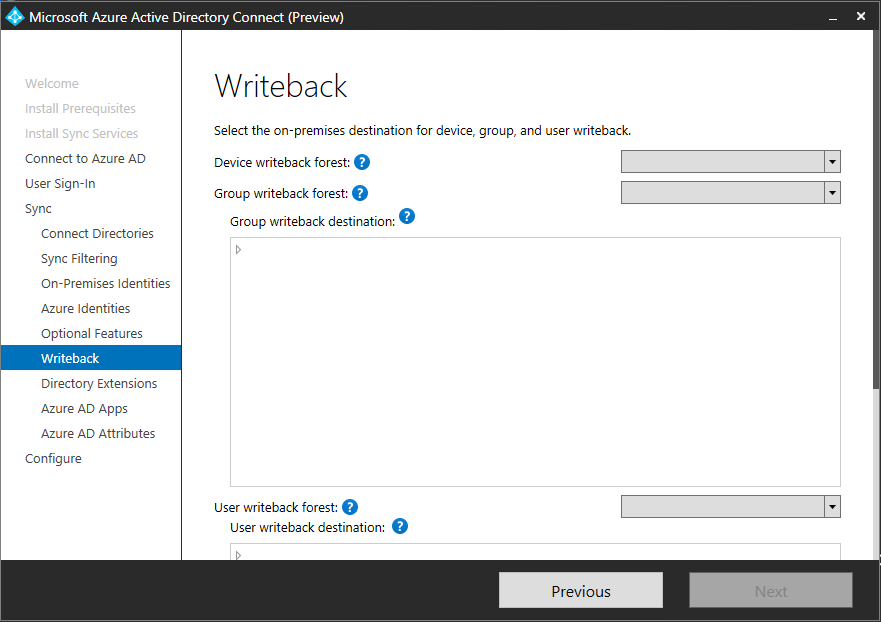 Microsoft Azure Active Directory Connect (Preview)
Welcome
Install Prerequisites
Install Sync Services
Connect to Azure AD
User Sign-In
Sync
Connect Directories
Sync Filtering
On-Premises Identities
Azure Identities
Optional Features
Writeback
Directory Extensions
Azure AD Apps
Azure AD Attributes
Configure
Writeback
Select the on-premises destination for device, group, and user writeback.
Device writeback forest: ?
Group writeback forest: ?
Group writeback destination: ?
User writeback forest: ?
User writeback destination: ?
Previous
Next